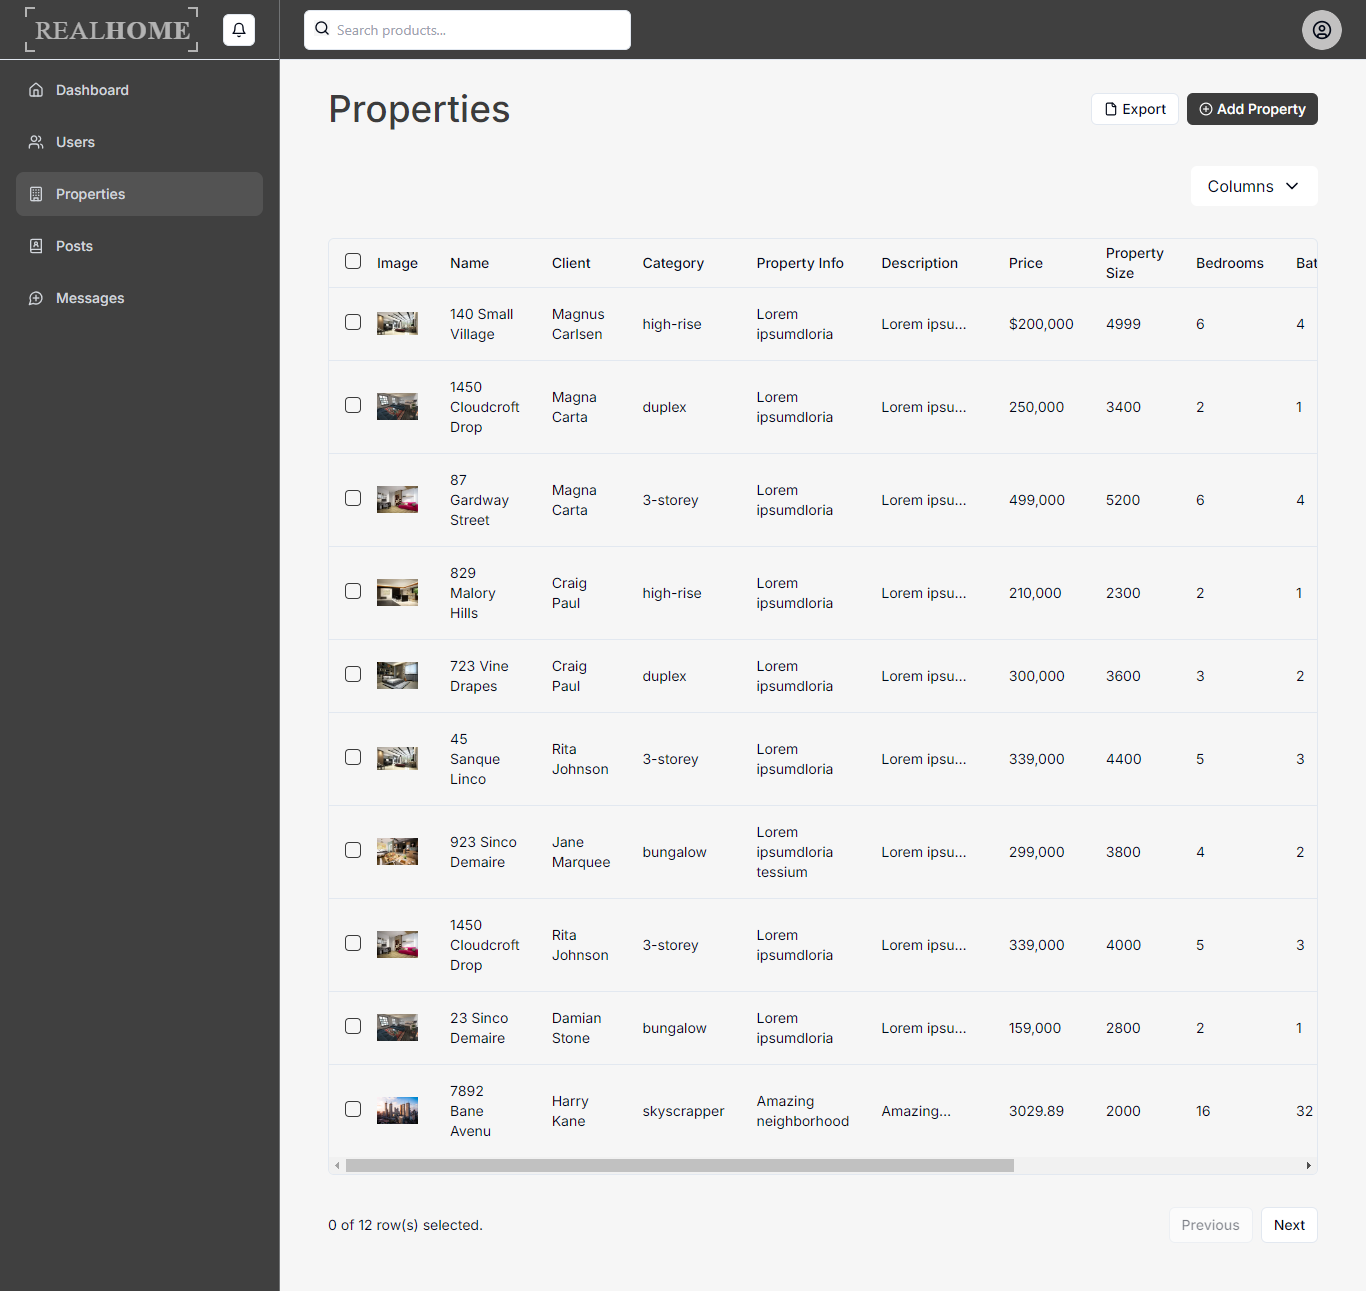 REALHOME
Search products...
Dashboard
Users
Properties
Posts
Messages
Properties
Export
Add Property
Columns
Image Name Client Category Property Info Description Price Property Size Bedrooms Bat
140 Small Village Magnus Carlsen high-rise Lorem ipsumdloria Lorem ipsu... $200,000 4999 6 4
1450 Cloudcroft Drop Magna Carta duplex Lorem ipsumdloria Lorem ipsu... 250,000 3400 2 1
87 Gardway Street Magna Carta 3-storey Lorem ipsumdloria Lorem ipsu... 499,000 5200 6 4
829 Malory Hills Craig Paul high-rise Lorem ipsumdloria Lorem ipsu... 210,000 2300 2 1
723 Vine Drapes Craig Paul duplex Lorem ipsumdloria Lorem ipsu... 300,000 3600 3 2
45 Sanque Linco Rita Johnson 3-storey Lorem ipsumdloria Lorem ipsu... 339,000 4400 5 3
923 Sinco Demaire Jane Marquee bungalow Lorem ipsumdloria tessium Lorem ipsu... 299,000 3800 4 2
1450 Cloudcroft Drop Rita Johnson 3-storey Lorem ipsumdloria Lorem ipsu... 339,000 4000 5 3
23 Sinco Demaire Damian Stone bungalow Lorem ipsumdloria Lorem ipsu... 159,000 2800 2 1
7892 Bane Avenu Harry Kane skyscrapper Amazing neighborhood Amazing... 3029.89 2000 16 32
0 of 12 row(s) selected.
Previous
Next